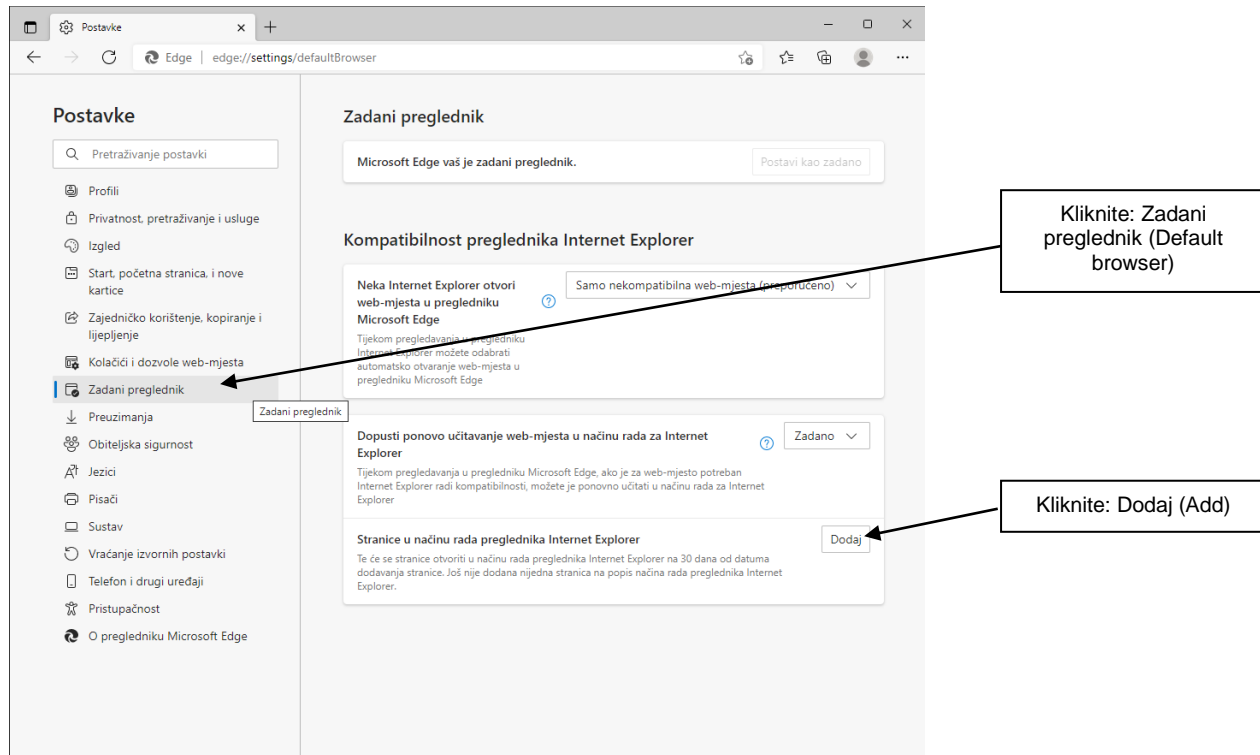 Postavke
Edge | edge://settings/defaultBrowser
Postavke
Pretraživanje postavki
Profili
Privatnost, pretraživanje i usluge
Izgled
Start, početna stranica, i nove
kartice
Zajedničko korištenje, kopiranje i
lijepljenje
Kolačići i dozvole web-mjesta
Zadani preglednik
Zadani preglednik
Preuzimanja
Obiteljska sigurnost
Jezici
Pisači
Sustav
Vraćanje izvornih postavki
Telefon i drugi uređaji
Pristupačnost
O pregledniku Microsoft Edge
Zadani preglednik
Microsoft Edge vaš je zadani preglednik.
Postavi kao zadano
Kompatibilnost preglednika Internet Explorer
Neka Internet Explorer otvori
web-mjesta u pregledniku
Microsoft Edge
Samo nekompatibilna web-mjesta (preporučeno)
Tijekom pregledavanja u pregledniku
Internet Explorer možete odabrati
automatsko otvaranje web-mjesta u
pregledniku Microsoft Edge
Dopusti ponovo učitavanje web-mjesta u načinu rada za Internet
Explorer
Zadano
Tijekom pregledavanja u pregledniku Microsoft Edge, ako je za web-mjesto potreban
Internet Explorer radi kompatibilnosti, možete je ponovno učitati u načinu rada za Internet
Explorer
Stranice u načinu rada preglednika Internet Explorer
Dodaj
Te će se stranice otvoriti u načinu rada preglednika Internet Explorer na 30 dana od datuma
dodavanja stranice. Još nije dodana nijedna stranica na popis načina rada preglednika Internet
Explorer.
Kliknite: Zadani
preglednik (Default
browser)
Kliknite: Dodaj (Add)